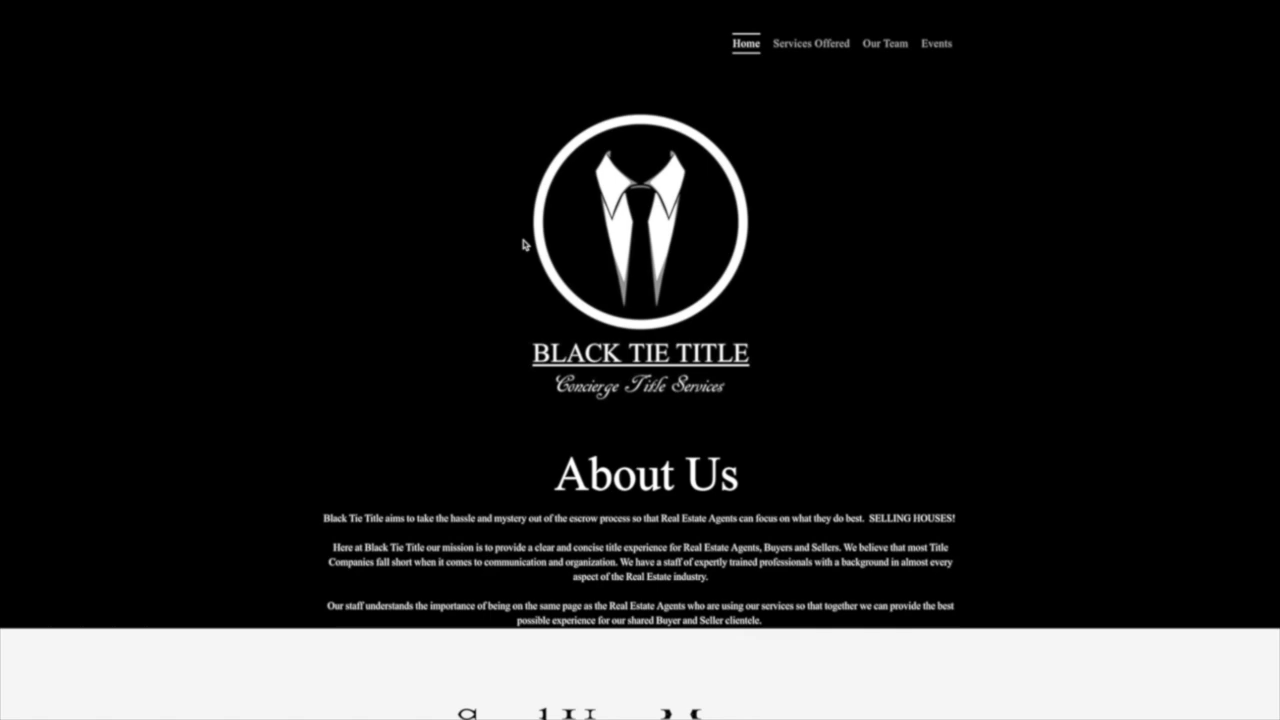 Home Services Offered Our Team Events
BLACK TIE TITLE
Concierge Title Services
About Us
Black Tie Title aims to take the hassle and mystery out of the escrow process so that Real Estate Agents can focus on what they do best. SELLING HOUSES!
Here at Black Tie Title our mission is to provide a clear and concise title experience for Real Estate Agents, Buyers and Sellers. We believe that most Title
Companies fall short when it comes to communication and organization. We have a staff of expertly trained professionals with a background in almost every
aspect of the Real Estate industry.
Our staff understands the importance of being on the same page as the Real Estate Agents who are using our services so that together we can provide the best
possible experience for our shared Buyer and Seller clientele.